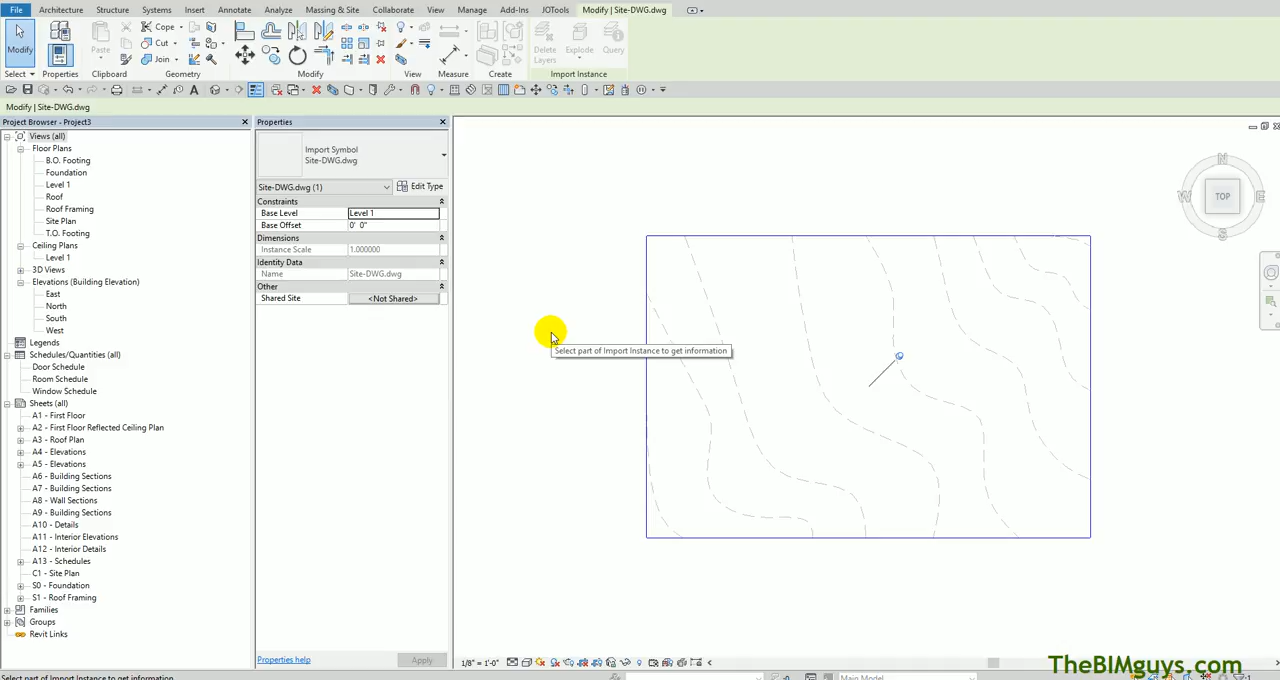 File Architecture Structure Systems Insert Annotate Analyze Massing & Site Collaborate View Manage Add-Ins JOTools Modify | Site-DWG.dwg
Modify Paste Cope Cut Join Delete Layers Explode Query
Select Properties Clipboard Geometry Modify View Measure Create Import Instance
Modify | Site-DWG.dwg
Project Browser - Project3
Views (all)
Floor Plans
B.O. Footing
Foundation
Level 1
Roof
Roof Framing
Site Plan
T.O. Footing
Ceiling Plans
Level 1
3D Views
Elevations (Building Elevation)
East
North
South
West
Legends
Schedules/Quantities (all)
Door Schedule
Room Schedule
Window Schedule
Sheets (all)
A1 - First Floor
A2 - First Floor Reflected Ceiling Plan
A3 - Roof Plan
A4 - Elevations
A5 - Elevations
A6 - Building Sections
A7 - Building Sections
A8 - Wall Sections
A9 - Building Sections
A10 - Details
A11 - Interior Elevations
A12 - Interior Details
A13 - Schedules
C1 - Site Plan
S0 - Foundation
S1 - Roof Framing
Families
Groups
Revit Links
Properties
Import Symbol
Site-DWG.dwg
Site-DWG.dwg (1) Edit Type
Constraints
Base Level Level 1
Base Offset 0' 0"
Dimensions
Instance Scale 1.000000
Identity Data
Name Site-DWG.dwg
Other
Shared Site <Not Shared>
Properties help Apply
Select part of Import Instance to get information
N
W TOP E
S
1/8" = 1'-0"
TheBIMguys.com
Select part of Import Instance to get information
:0 Main Model